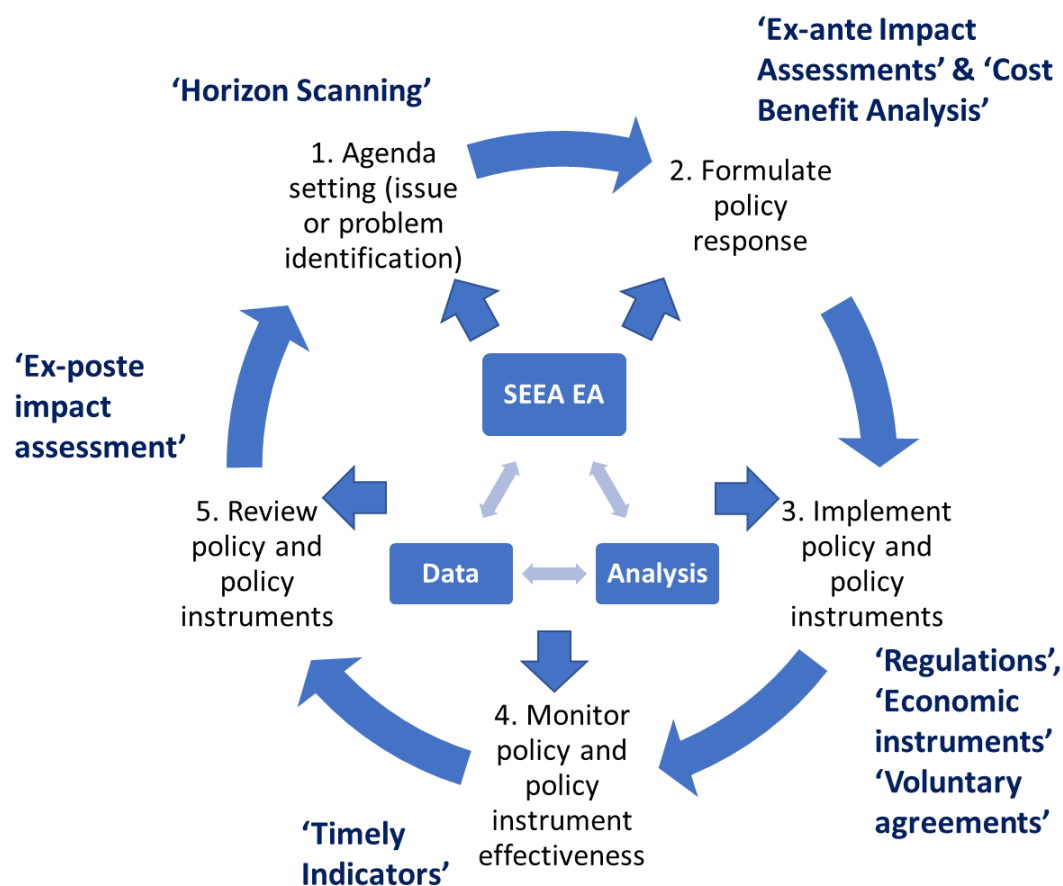 ‘Horizon Scanning’
‘Ex-ante Impact
Assessments’ & ‘Cost
Benefit Analysis’
1. Agenda
setting (issue
or problem
identification)
2. Formulate
policy
response
SEEA EA
‘Ex-poste
impact
assessment’
5. Review
policy and
policy
instruments
Data
Analysis
3. Implement
policy and
policy
instruments
‘Regulations’,
‘Economic
instruments’
‘Voluntary
agreements’
4. Monitor
policy and
policy
instrument
effectiveness
‘Timely
Indicators’